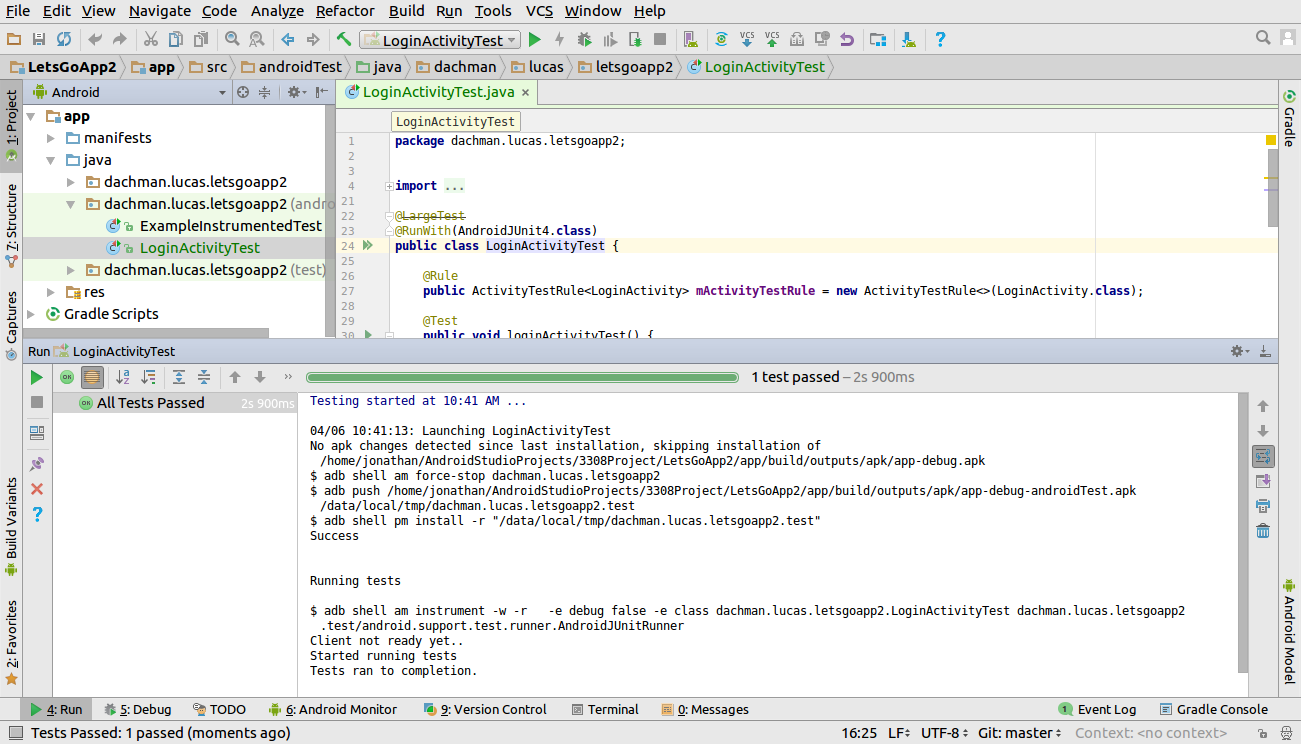 File Edit View Navigate Code Analyze Refactor Build Run Tools VCS Window Help
LoginActivityTest
VCS VCS
LetsGoApp2 app src androidTest java dachman lucas letsgoapp2 LoginActivityTest
Android
LoginActivityTest.java
1: Project
7: Structure
Captures
Build Variants
2: Favorites
app
manifests
java
dachman.lucas.letsgoapp2
dachman.lucas.letsgoapp2 (andro
ExampleInstrumentedTest
LoginActivityTest
dachman.lucas.letsgoapp2 (test)
res
Gradle Scripts
LoginActivityTest
1 package dachman.lucas.letsgoapp2;
2
3
4 import ...
21
22 @LargeTest
23 @RunWith(AndroidJUnit4.class)
24 public class LoginActivityTest {
25
26 @Rule
27 public ActivityTestRule<LoginActivity> mActivityTestRule = new ActivityTestRule<>(LoginActivity.class);
28
29 @Test
30 public void loginActivityTest() {
Gradle
Android Model
Run LoginActivityTest
OK
1 test passed – 2s 900ms
OK All Tests Passed 2s 900ms
Testing started at 10:41 AM ...
04/06 10:41:13: Launching LoginActivityTest
No apk changes detected since last installation, skipping installation of
/home/jonathan/AndroidStudioProjects/3308Project/LetsGoApp2/app/build/outputs/apk/app-debug.apk
$ adb shell am force-stop dachman.lucas.letsgoapp2
$ adb push /home/jonathan/AndroidStudioProjects/3308Project/LetsGoApp2/app/build/outputs/apk/app-debug-androidTest.apk
/data/local/tmp/dachman.lucas.letsgoapp2.test
$ adb shell pm install -r "/data/local/tmp/dachman.lucas.letsgoapp2.test"
Success
Running tests
$ adb shell am instrument -w -r -e debug false -e class dachman.lucas.letsgoapp2.LoginActivityTest dachman.lucas.letsgoapp2
.test/android.support.test.runner.AndroidJUnitRunner
Client not ready yet..
Started running tests
Tests ran to completion.
4: Run 5: Debug TODO 6: Android Monitor 9: Version Control Terminal 0: Messages 1 Event Log Gradle Console
Tests Passed: 1 passed (moments ago) 16:25 LF UTF-8 Git: master Context: <no context>